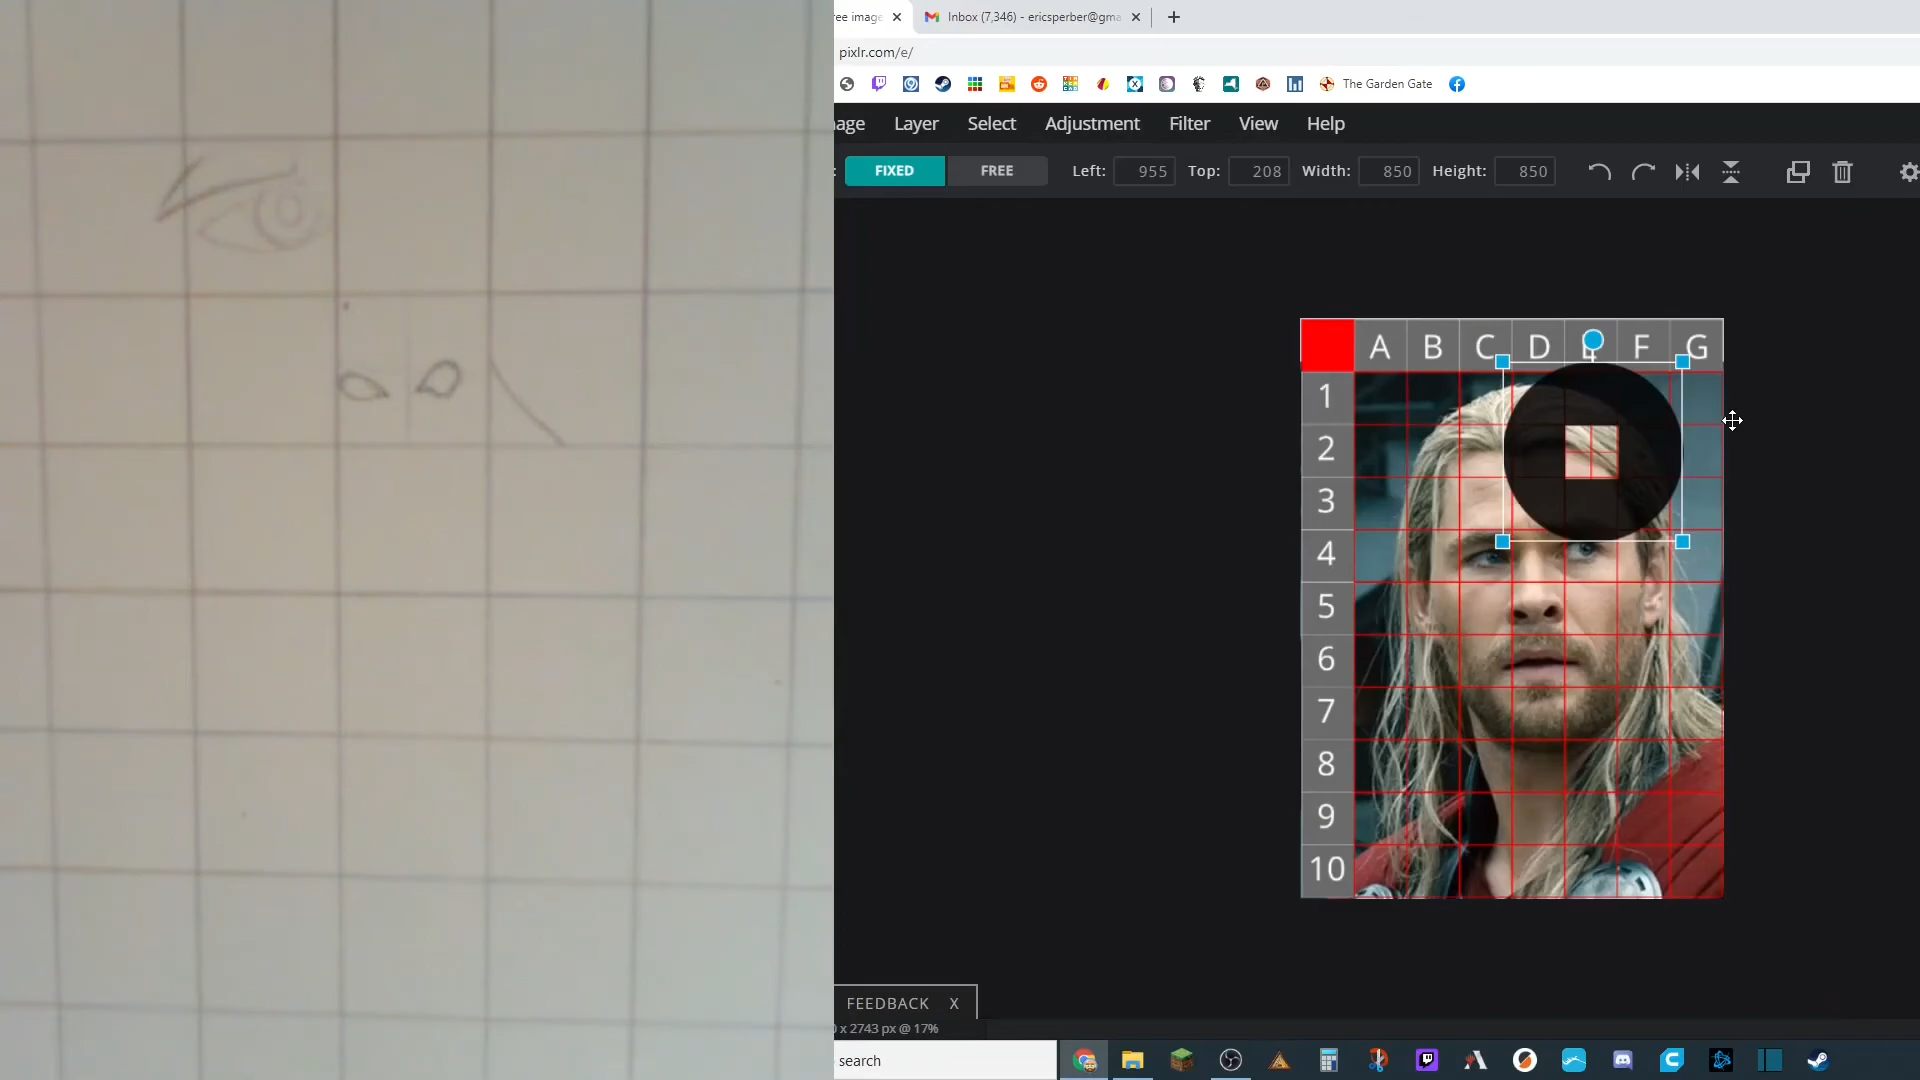 ree image
Inbox (7,346) - ericsperber@gma
pixlr.com/e/
The Garden Gate
age Layer Select Adjustment Filter View Help
FIXED FREE Left: 955 Top: 208 Width: 850 Height: 850
A B C D F G
1
2
3
4
5
6
7
8
9
10
FEEDBACK X
x 2743 px @ 17%
search